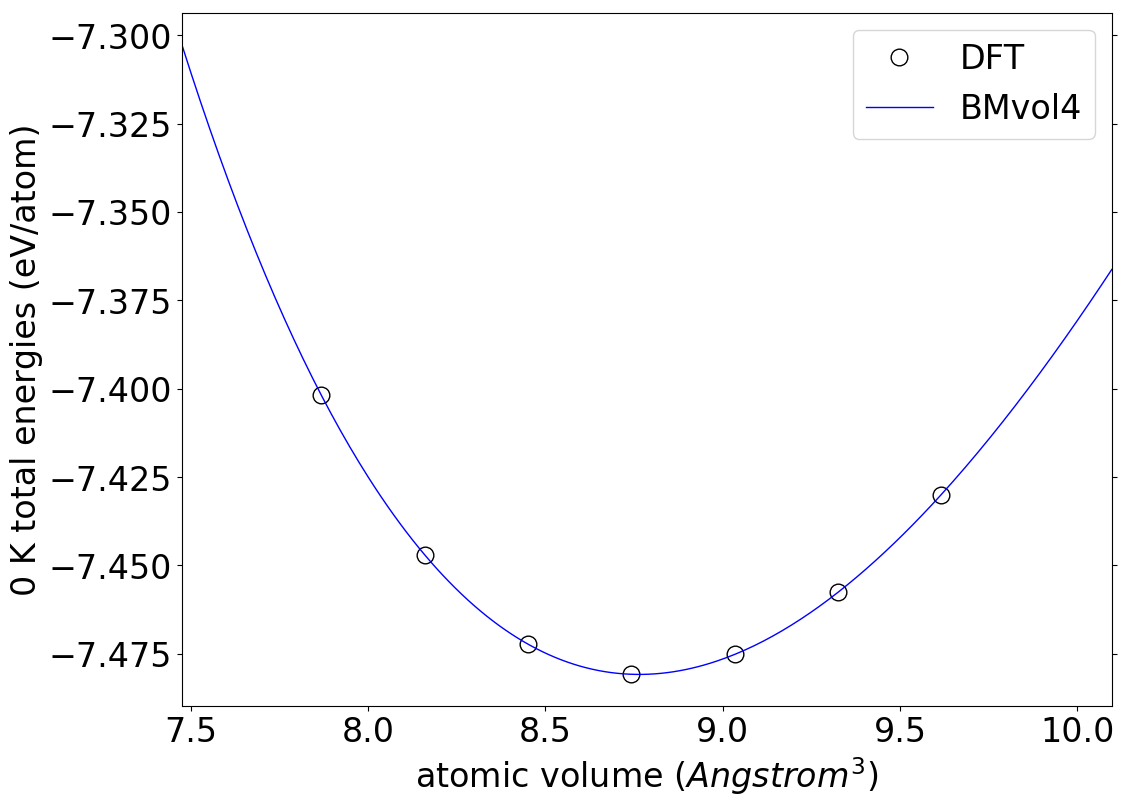 −7.300
−7.325
−7.350
−7.375
−7.400
−7.425
−7.450
−7.475
0 K total energies (eV/atom)
DFT
BMvol4
7.5 8.0 8.5 9.0 9.5 10.0
atomic volume (Angstrom³)